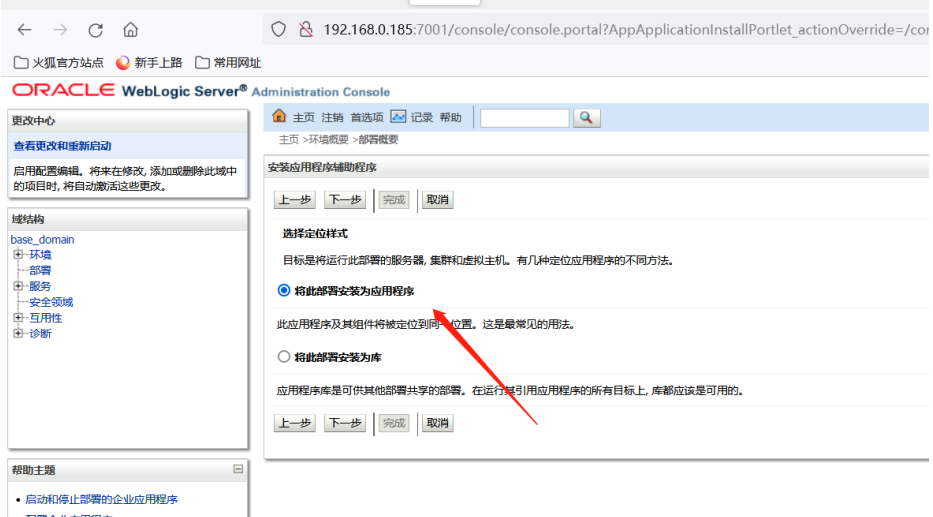 192.168.0.185:7001/console/console.portal?AppApplicationInstallPortlet_actionOverride=/co
火狐官方站点 新手上路 常用网址
ORACLE WebLogic Server® Administration Console
更改中心
查看更改和重新启动
启用配置编辑。将来在修改, 添加或删除此域中
的项目时, 将自动激活这些更改。
域结构
base_domain
环境
部署
服务
安全领域
互用性
诊断
帮助主题
启动和停止部署的企业应用程序
主页 注销 首选项 记录 帮助
主页 >环境概要 >部署概要
安装应用程序辅助程序
上一步 下一步 完成 取消
选择定位样式
目标是将运行此部署的服务器, 集群和虚拟主机。有几种定位应用程序的不同方法。
将此部署安装为应用程序
此应用程序及其组件将被定位到同一位置。这是最常见的用法。
将此部署安装为库
应用程序库是可供其他部署共享的部署。在运行其引用应用程序的所有目标上, 库都应该是可用的。
上一步 下一步 完成 取消